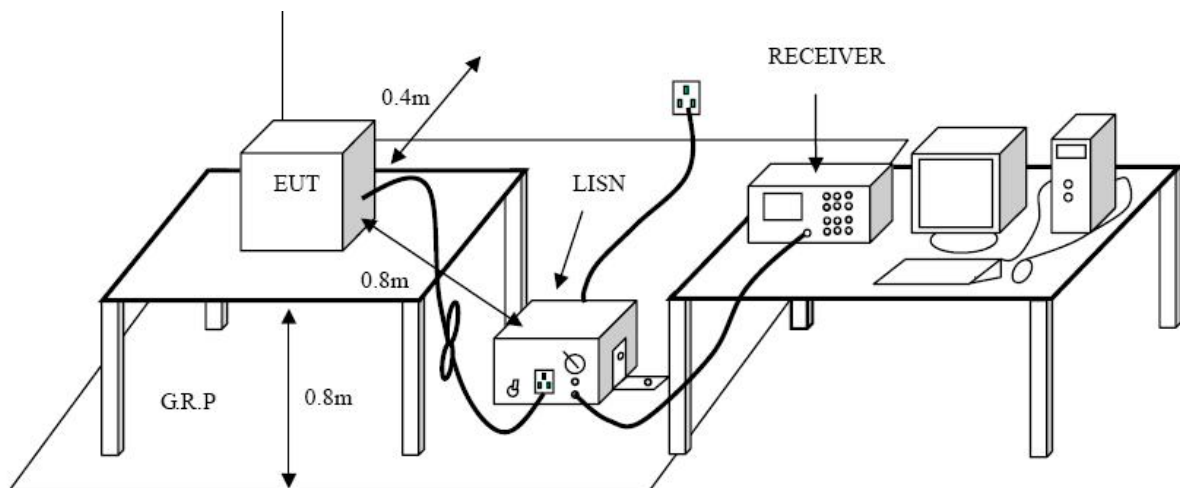 RECEIVER
0.4m
EUT
LISN
0.8m
G.R.P
0.8m